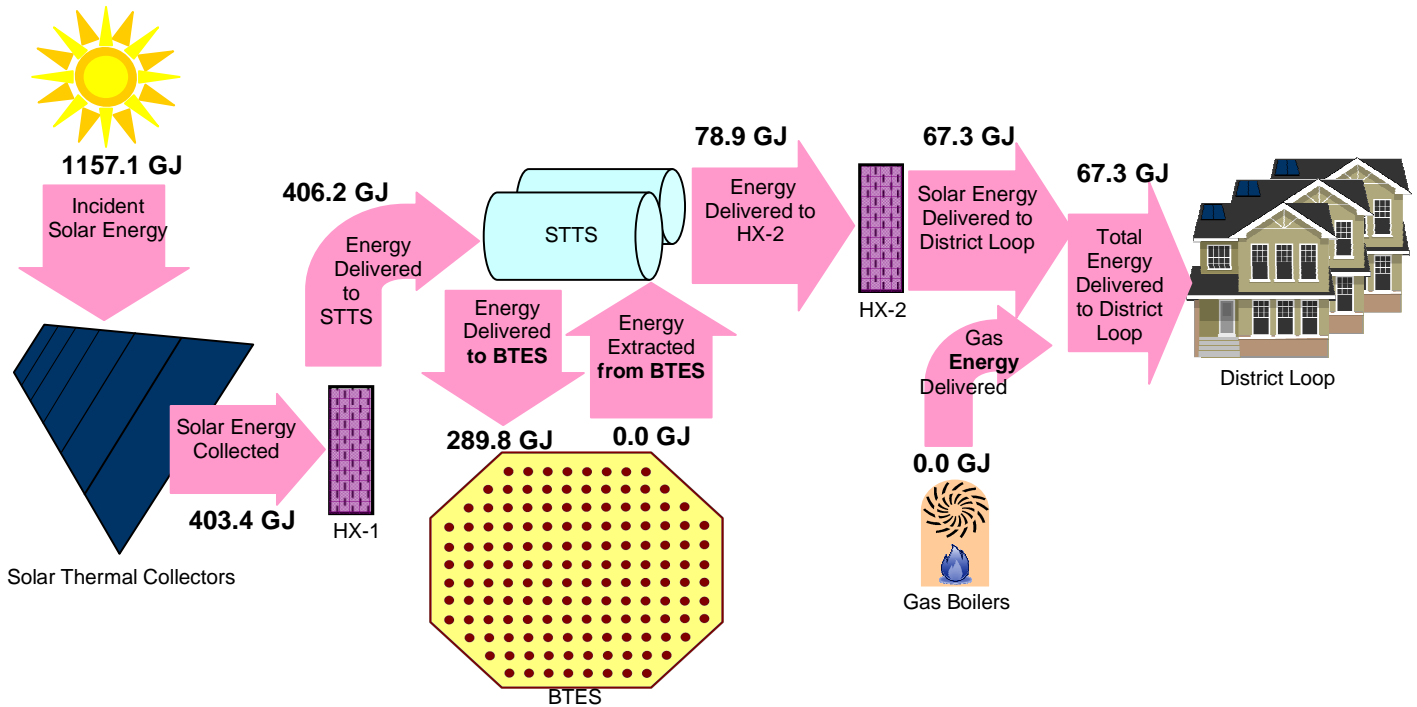 1157.1 GJ
Incident
Solar Energy
Solar Thermal Collectors
Solar Energy
Collected
403.4 GJ
HX-1
406.2 GJ
Energy
Delivered
to
STTS
STTS
Energy
Delivered
to BTES
289.8 GJ
Energy
Extracted
from BTES
0.0 GJ
BTES
78.9 GJ
Energy
Delivered to
HX-2
HX-2
67.3 GJ
Solar Energy
Delivered to
District Loop
Gas
Energy
Delivered
0.0 GJ
Gas Boilers
67.3 GJ
Total
Energy
Delivered
to District
Loop
District Loop